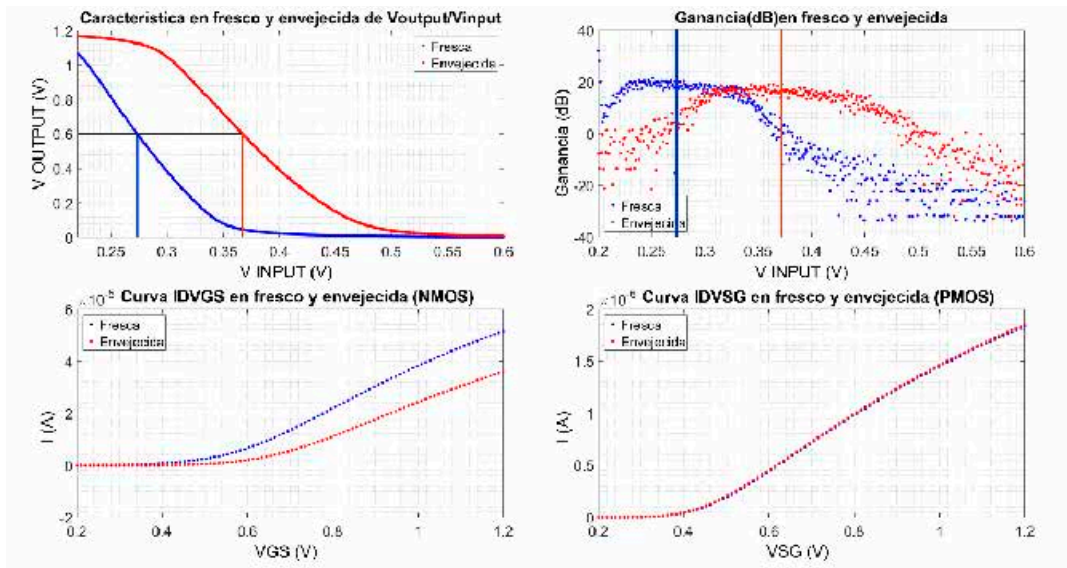 Característica en fresco y envejecida de Voutput/Vinput
1.2
1
0.8
0.6
0.4
0.2
0
V OUTPUT (V)
Fresca
Envejecida
0.25
0.3
0.35
0.4
0.45
0.5
0.55
0.6
V INPUT (V)
Ganancia(dB)en fresco y envejecida
40
20
0
-20
-40
Ganancia (dB)
Fresca
Envejecida
0.2
0.25
0.3
0.35
0.4
0.45
0.5
0.55
0.6
V INPUT (V)
Curva IDVGS en fresco y envejecida (NMOS)
6
4
2
0
-2
I (A)
Fresca
Envejecida
0.2
0.4
0.6
0.8
1
1.2
VGS (V)
Curva IDVSG en fresco y envejecida (PMOS)
2
1.5
1
0.5
0
I (A)
Fresca
Envejecida
0.2
0.4
0.6
0.8
1
1.2
VSG (V)